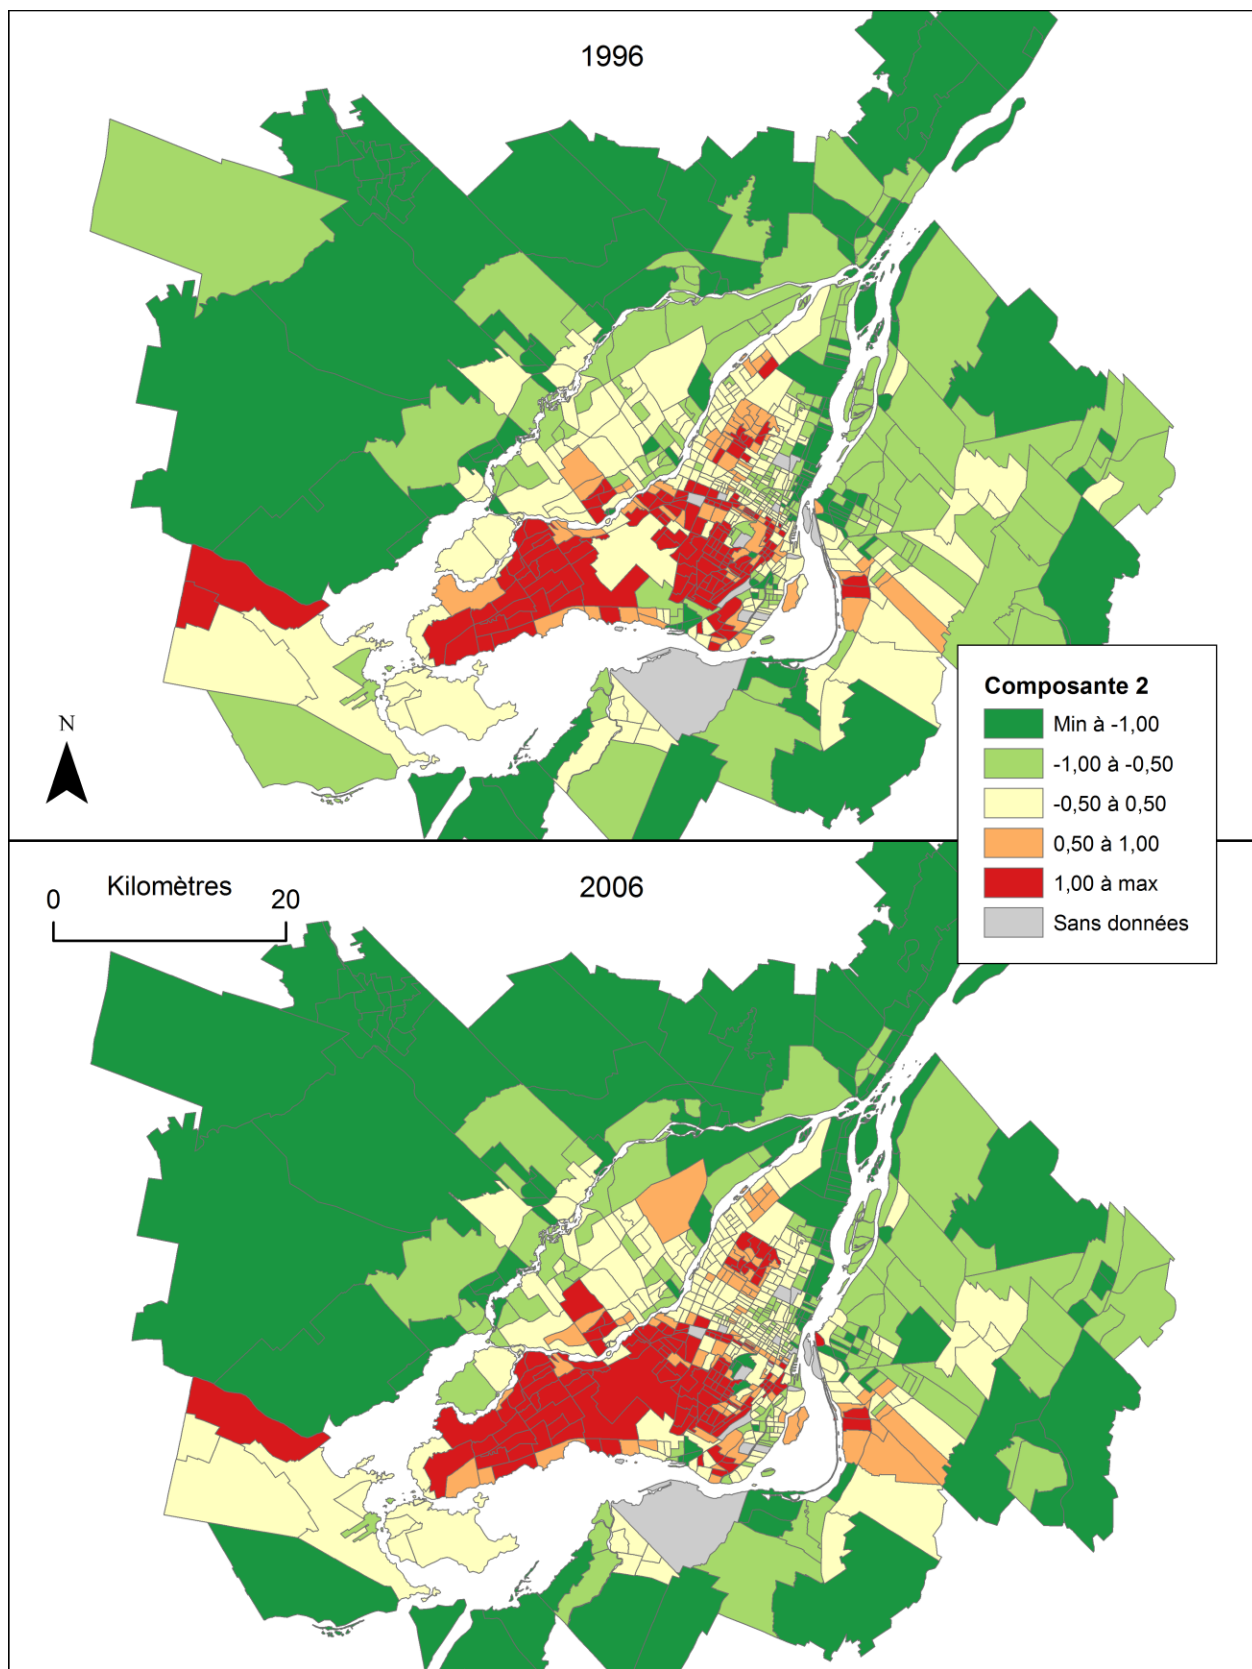 1996
N
Composante 2
Min à -1,00
-1,00 à -0,50
-0,50 à 0,50
0,50 à 1,00
1,00 à max
Sans données
Kilomètres
0 20
2006